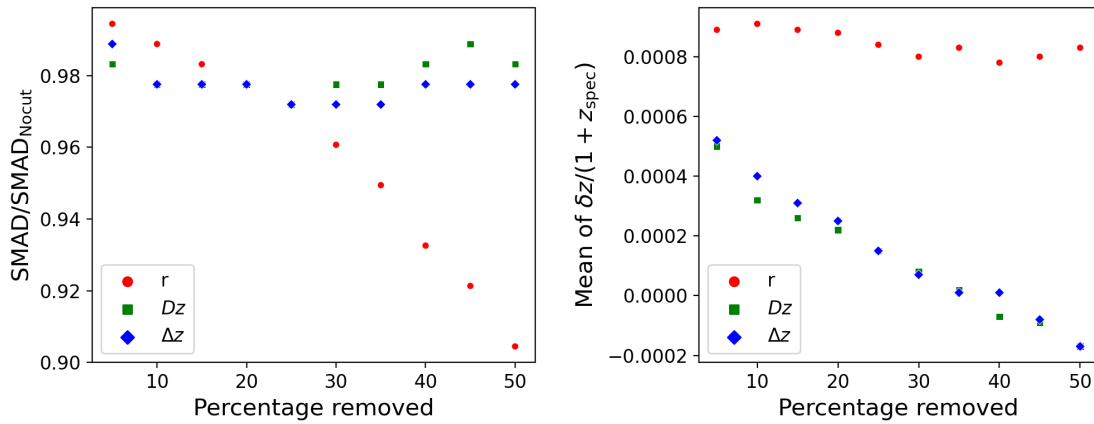 SMAD/SMAD_Nocut
0.98
0.96
0.94
0.92
0.90
r
Dz
Δz
10 20 30 40 50
Percentage removed
Mean of δz/(1 + z_spec)
0.0008
0.0006
0.0004
0.0002
0.0000
−0.0002
r
Dz
Δz
10 20 30 40 50
Percentage removed